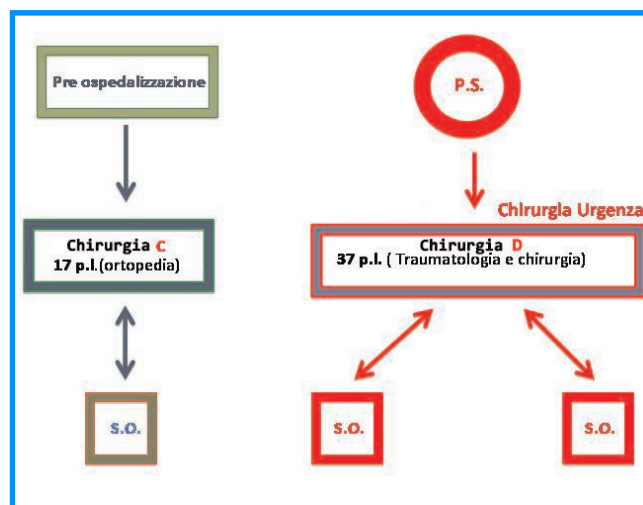 Pre ospedalizzazione
P.S.
Chirurgia Urgenza
Chirurgia C
17 p.l.(ortopedia)
Chirurgia D
37 p.l. ( Traumatologia e chirurgia)
S.O.
S.O.
S.O.